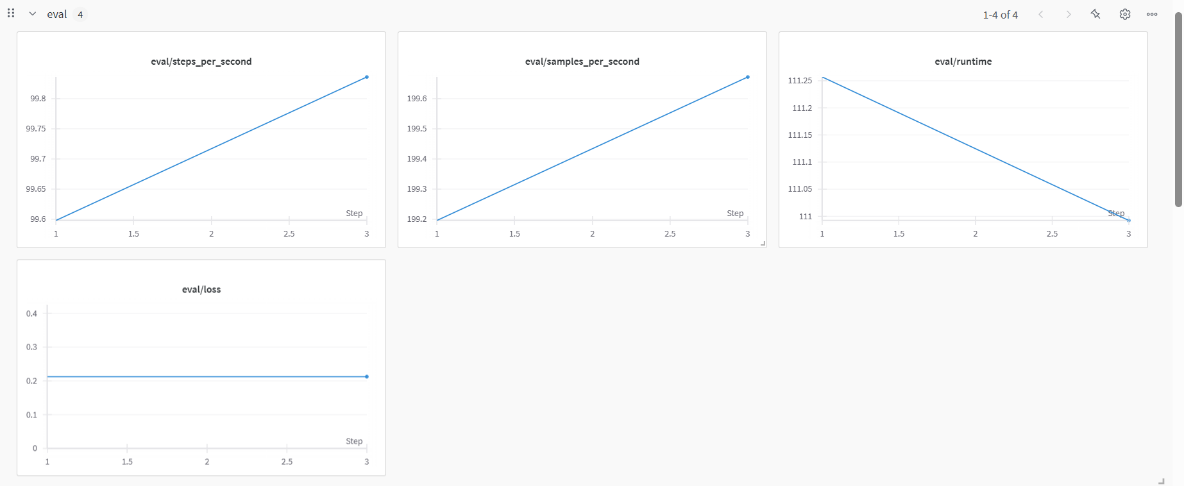 eval 4
1-4 of 4
eval/steps_per_second
99.8
99.75
99.7
99.65
99.6
Step
1 1.5 2 2.5 3
eval/samples_per_second
199.6
199.5
199.4
199.3
199.2
Step
1 1.5 2 2.5 3
eval/runtime
111.25
111.2
111.15
111.1
111.05
111
Step
1 1.5 2 2.5 3
eval/loss
0.4
0.3
0.2
0.1
0
Step
1 1.5 2 2.5 3